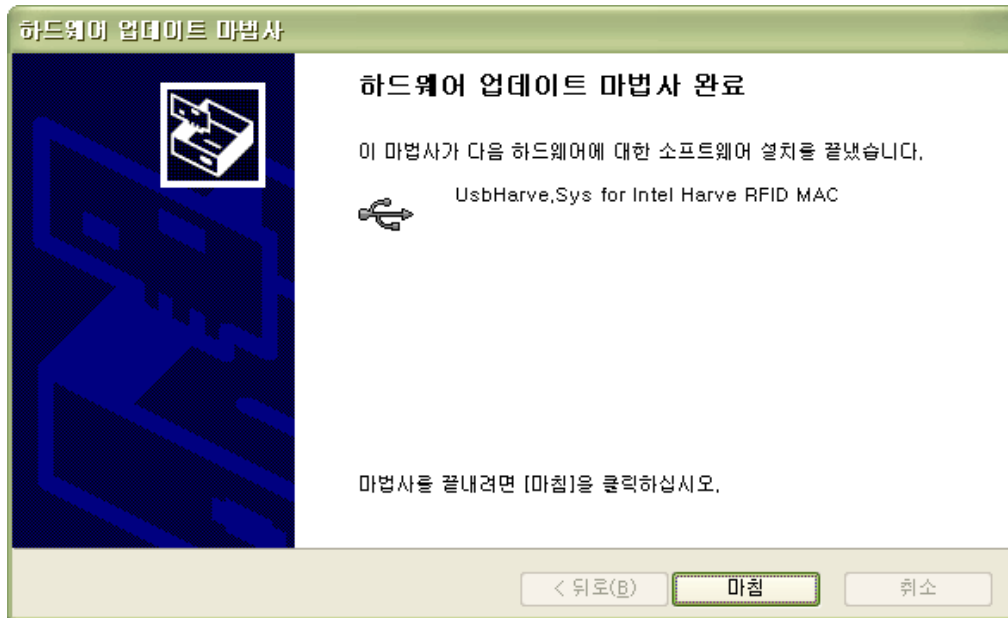 하드웨어 업데이트 마법사
하드웨어 업데이트 마법사 완료
이 마법사가 다음 하드웨어에 대한 소프트웨어 설치를 끝냈습니다.
UsbHarve,Sys for Intel Harve RFID MAC
마법사를 끝내려면 [마침]을 클릭하십시오.
< 뒤로(B) 마침 취소